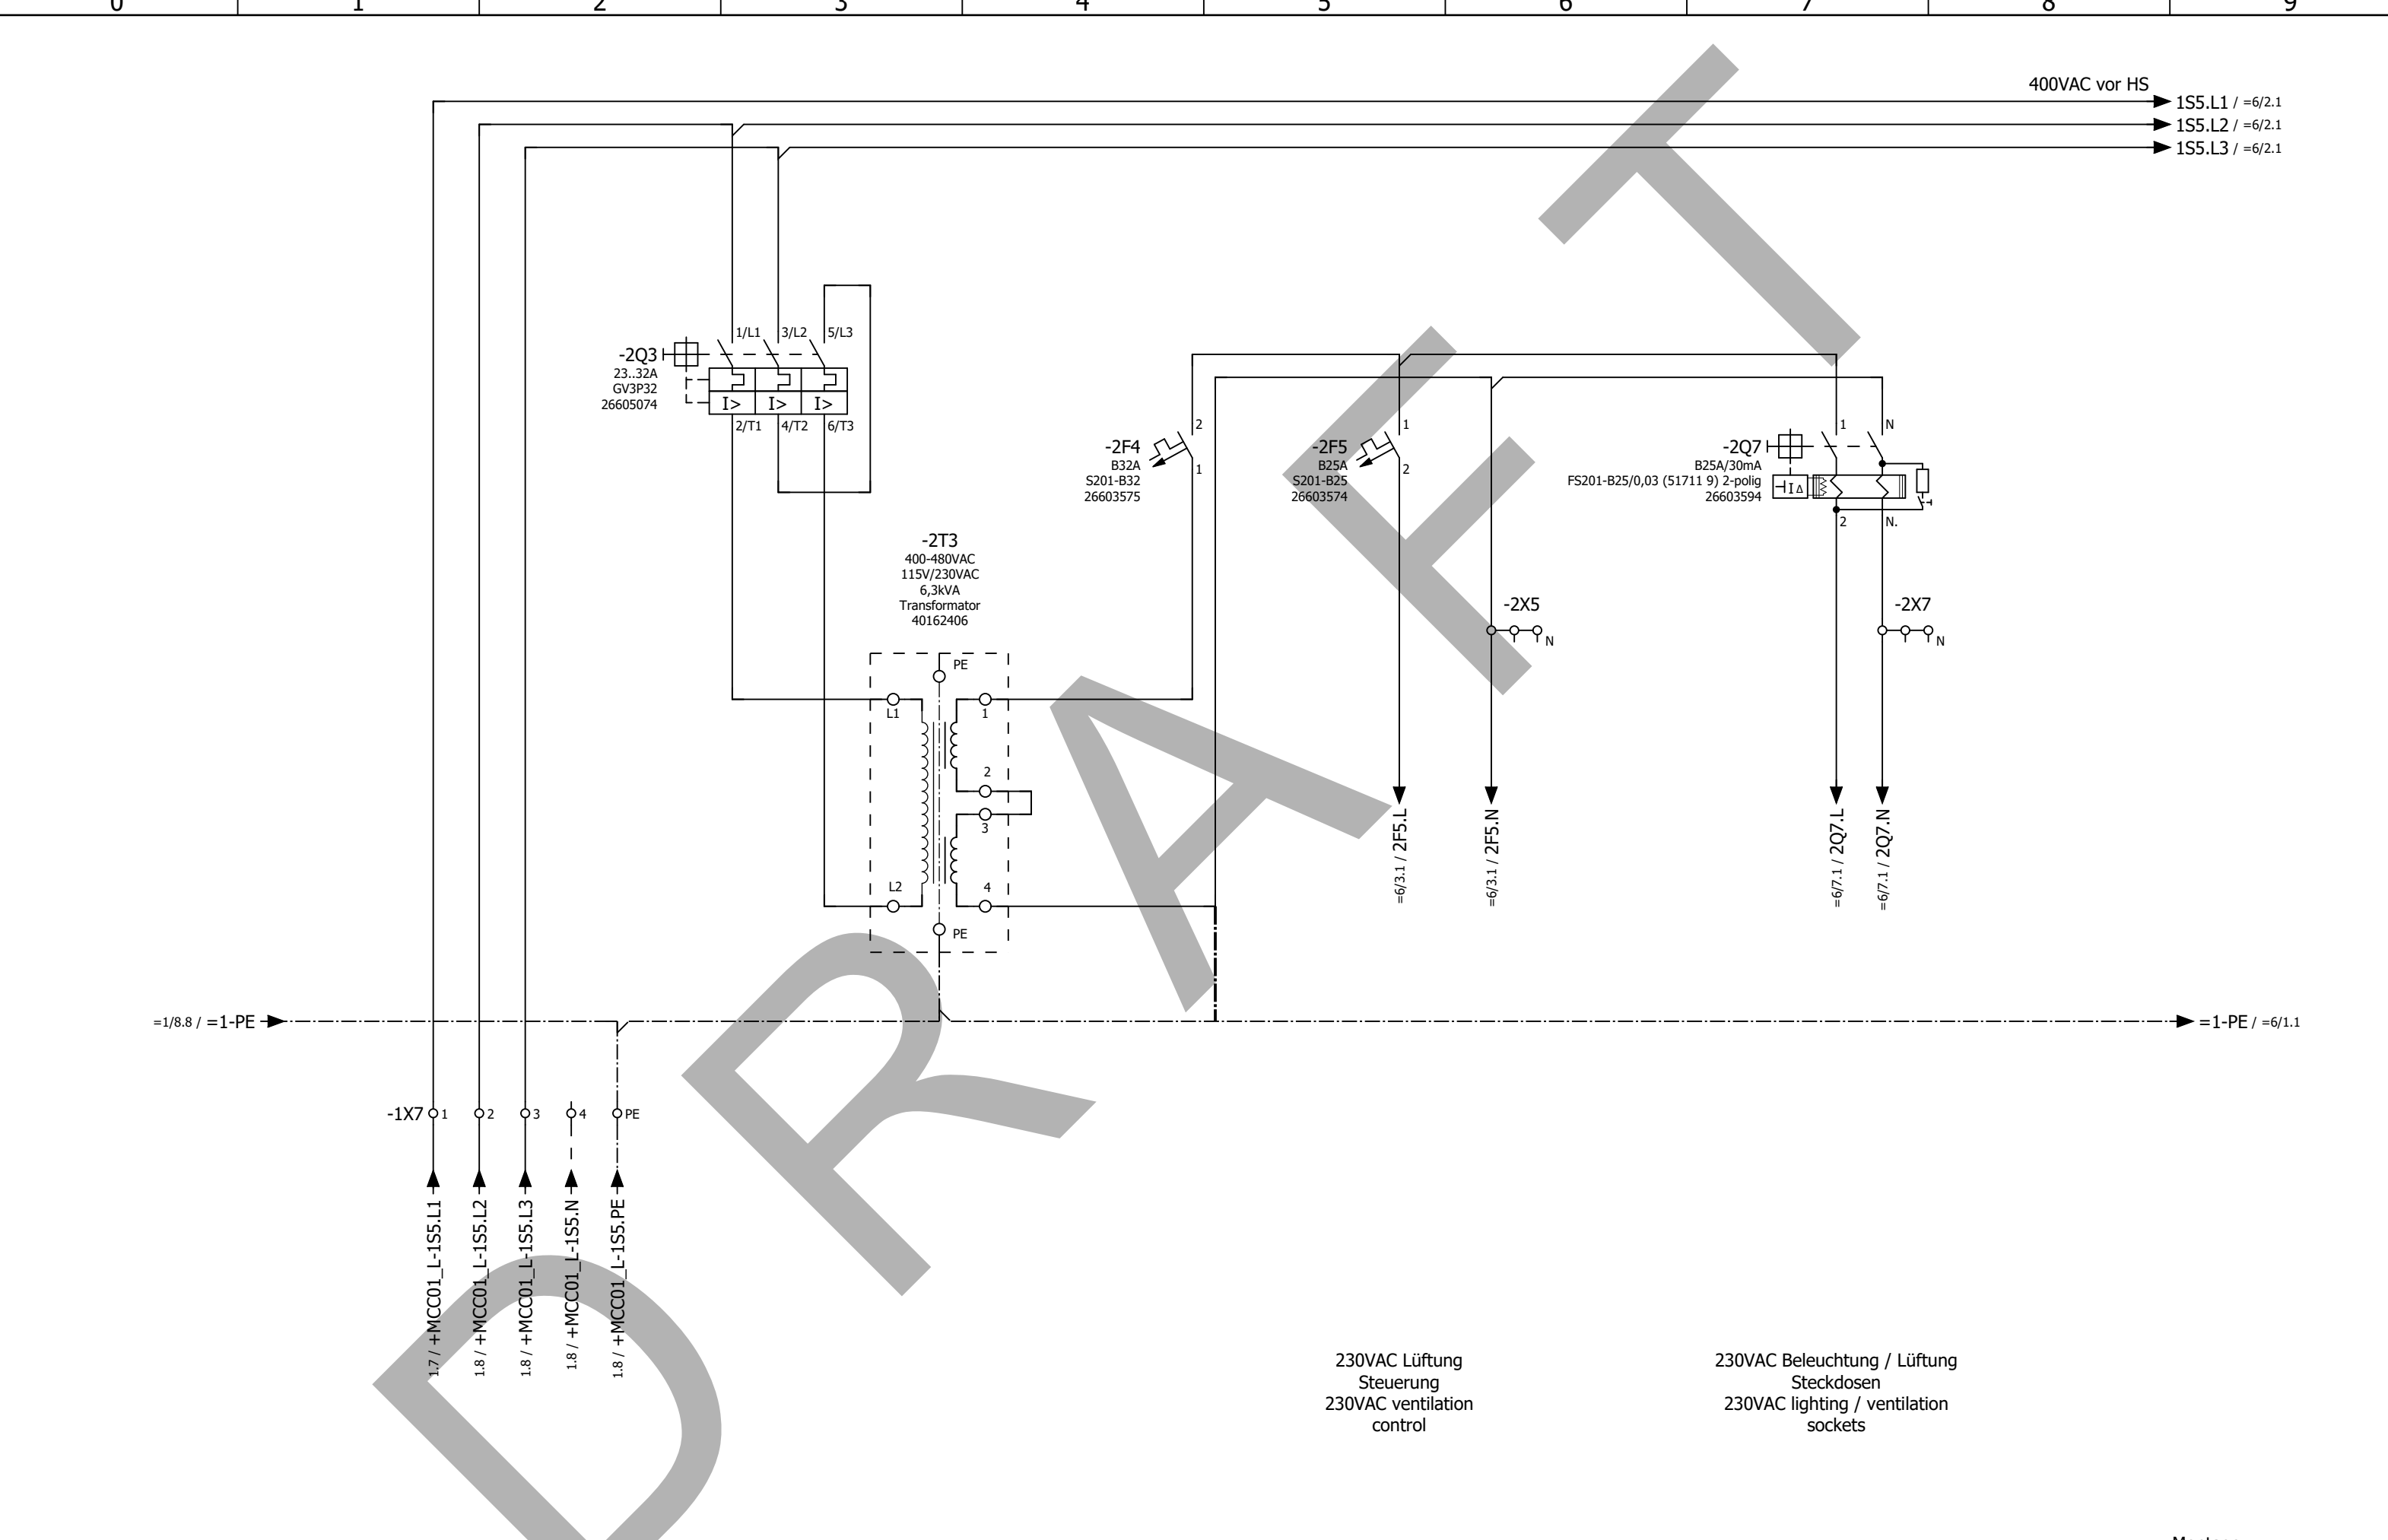 0 1 2 3 4 5 6 7 8 9
400VAC vor HS
1S5.L1 / =6/2.1
1S5.L2 / =6/2.1
1S5.L3 / =6/2.1
1/L1 3/L2 5/L3
-2Q3
23..32A
GV3P32
26605074
I> I> I>
2/T1 4/T2 6/T3
2
-2F4
B32A
S201-B32
26603575
1
1
-2F5
B25A
S201-B25
26603574
2
1 N
-2Q7
B25A/30mA
FS201-B25/0,03 (51711 9) 2-polig
26603594
I Δ
2 N.
-2T3
400-480VAC
115V/230VAC
6,3kVA
Transformator
40162406
PE
L1 1
2
3
L2 4
PE
-2X5
N
-2X7
N
=6/3.1 / 2F5.L
=6/3.1 / 2F5.N
=6/7.1 / 2Q7.L
=6/7.1 / 2Q7.N
=1/8.8 / =1-PE
=1-PE / =6/1.1
-1X7 1 2 3 4 PE
1.7 / +MCC01_L-1S5.L1
1.8 / +MCC01_L-1S5.L2
1.8 / +MCC01_L-1S5.L3
1.8 / +MCC01_L-1S5.N
1.8 / +MCC01_L-1S5.PE
230VAC Lüftung
Steuerung
230VAC ventilation
control
230VAC Beleuchtung / Lüftung
Steckdosen
230VAC lighting / ventilation
sockets
DRAFT